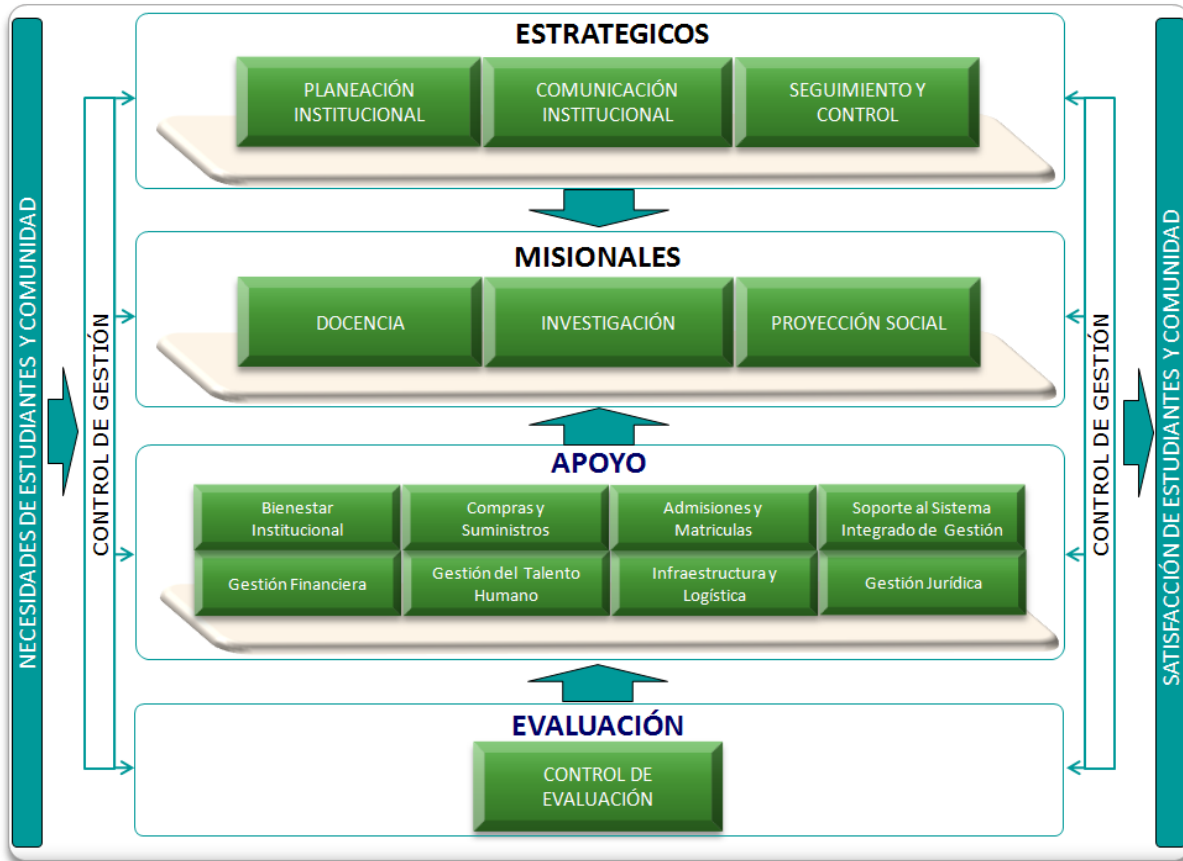 ESTRATEGICOS
PLANEACIÓN
INSTITUCIONAL
COMUNICACIÓN
INSTITUCIONAL
SEGUIMIENTO Y
CONTROL
MISIONALES
DOCENCIA
INVESTIGACIÓN
PROYECCIÓN SOCIAL
APOYO
Bienestar
Institucional
Compras y
Suministros
Admisiones y
Matriculas
Soporte al Sistema
Integrado de Gestión
Gestión Financiera
Gestión del Talento
Humano
Infraestructura y
Logística
Gestión Jurídica
EVALUACIÓN
CONTROL DE
EVALUACIÓN
NECESIDADES DE ESTUDIANTES Y COMUNIDAD
CONTROL DE GESTIÓN
CONTROL DE GESTIÓN
SATISFACCIÓN DE ESTUDIANTES Y COMUNIDAD